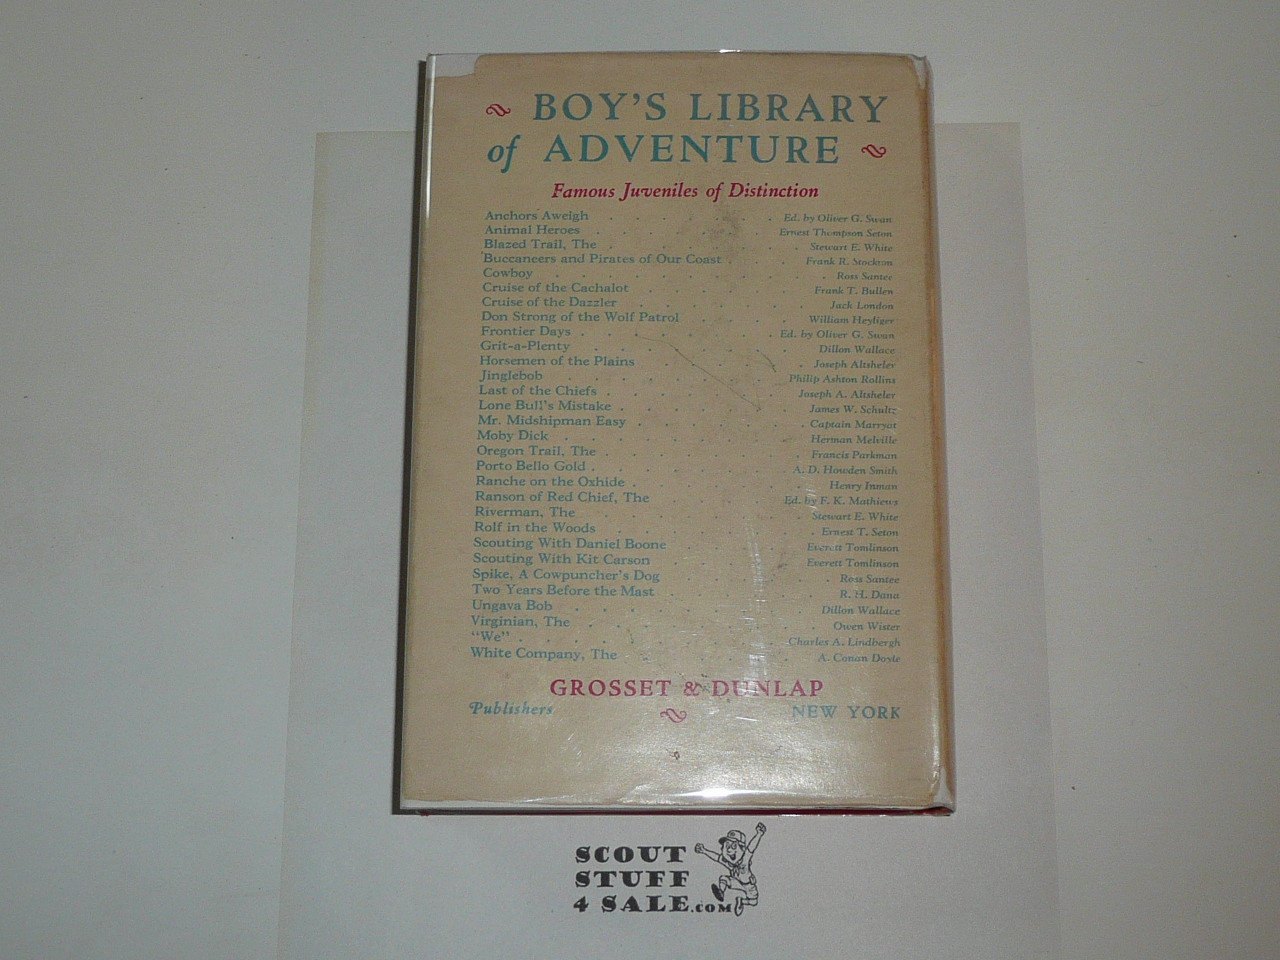 BOY'S LIBRARY
of ADVENTURE
Famous Juveniles of Distinction
Anchors Aweigh . . . . . . . Ed. by Oliver G. Swan
Animal Heroes . . . . . . . Ernest Thompson Seton
Blazed Trail, The . . . . . . . Stewart E. White
Buccaneers and Pirates of Our Coast . . . . Frank R. Stockton
Cowboy . . . . . . . . . . . Ross Santee
Cruise of the Cachalot . . . . . . Frank T. Bullen
Cruise of the Dazzler . . . . . . . Jack London
Don Strong of the Wolf Patrol . . . . . William Heyliger
Frontier Days . . . . . . . . Ed. by Oliver G. Swan
Grit-a-Plenty . . . . . . . . Dillon Wallace
Horsemen of the Plains . . . . . . Joseph Altsheler
Jinglebob . . . . . . . . Philip Ashton Rollins
Last of the Chiefs . . . . . . . Joseph A. Altsheler
Lone Bull's Mistake . . . . . . . James W. Schultz
Mr. Midshipman Easy . . . . . . . Captain Marryat
Moby Dick . . . . . . . . . Herman Melville
Oregon Trail, The . . . . . . . . Francis Parkman
Porto Bello Gold . . . . . . . . A. D. Howden Smith
Ranche on the Oxhide . . . . . . . Henry Inman
Ranson of Red Chief, The . . . . . Ed. by F. K. Mathiews
Riverman, The . . . . . . . . Stewart E. White
Rolf in the Woods . . . . . . . . Ernest T. Seton
Scouting With Daniel Boone . . . . . Everett Tomlinson
Scouting With Kit Carson . . . . . Everett Tomlinson
Spike, A Cowpuncher's Dog . . . . . . Ross Santee
Two Years Before the Mast . . . . . . R. H. Dana
Ungava Bob . . . . . . . . . Dillon Wallace
Virginian, The . . . . . . . . . Owen Wister
"We" . . . . . . . . . . Charles A. Lindbergh
White Company, The . . . . . . . A. Conan Doyle
GROSSET & DUNLAP
Publishers NEW YORK
SCOUT
STUFF
4 SALE.COM